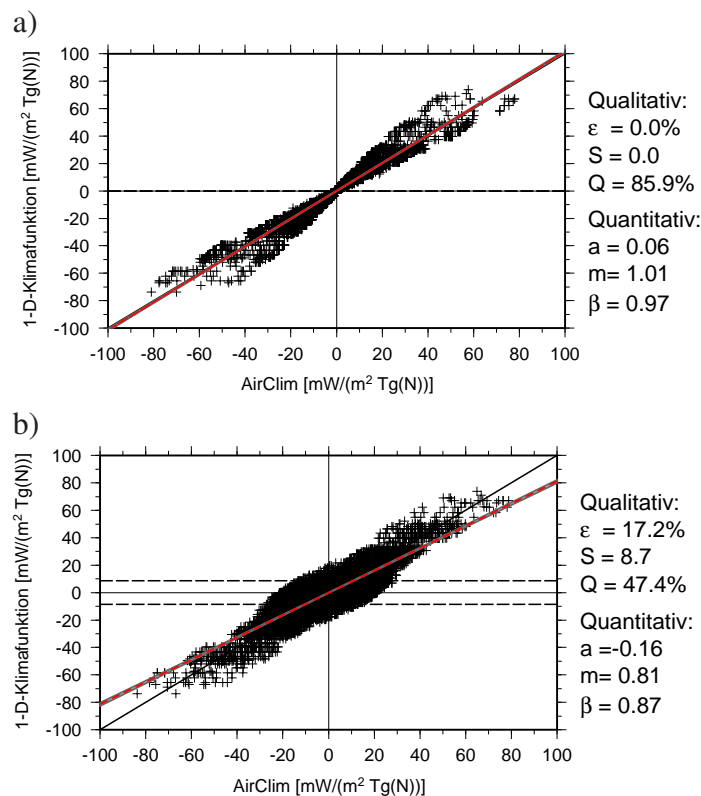 a)
1-D-Klimafunktion [mW/(m² Tg(N))]
100
80
60
40
20
0
-20
-40
-60
-80
-100
-100 -80 -60 -40 -20 0 20 40 60 80 100
AirClim [mW/(m² Tg(N))]
Qualitativ:
ε = 0.0%
S = 0.0
Q = 85.9%
Quantitativ:
a = 0.06
m= 1.01
β = 0.97
b)
1-D-Klimafunktion [mW/(m² Tg(N))]
100
80
60
40
20
0
-20
-40
-60
-80
-100
-100 -80 -60 -40 -20 0 20 40 60 80 100
AirClim [mW/(m² Tg(N))]
Qualitativ:
ε = 17.2%
S = 8.7
Q = 47.4%
Quantitativ:
a =-0.16
m= 0.81
β = 0.87